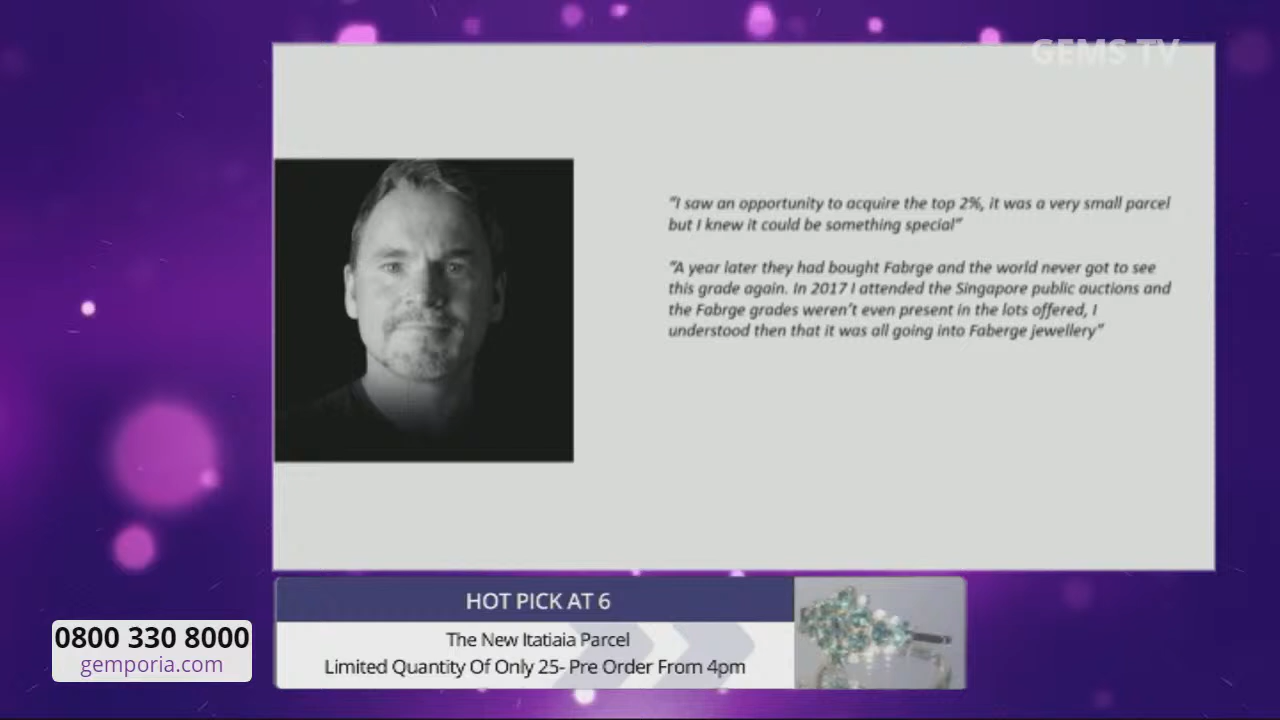 GEMS TV
"I saw an opportunity to acquire the top 2%, it was a very small parcel
but I knew it could be something special"
"A year later they had bought Fabrge and the world never got to see
this grade again. In 2017 I attended the Singapore public auctions and
the Fabrge grades weren't even present in the lots offered, I
understood then that it was all going into Faberge jewellery"
HOT PICK AT 6
The New Itatiaia Parcel
Limited Quantity Of Only 25- Pre Order From 4pm
0800 330 8000
gemporia.com